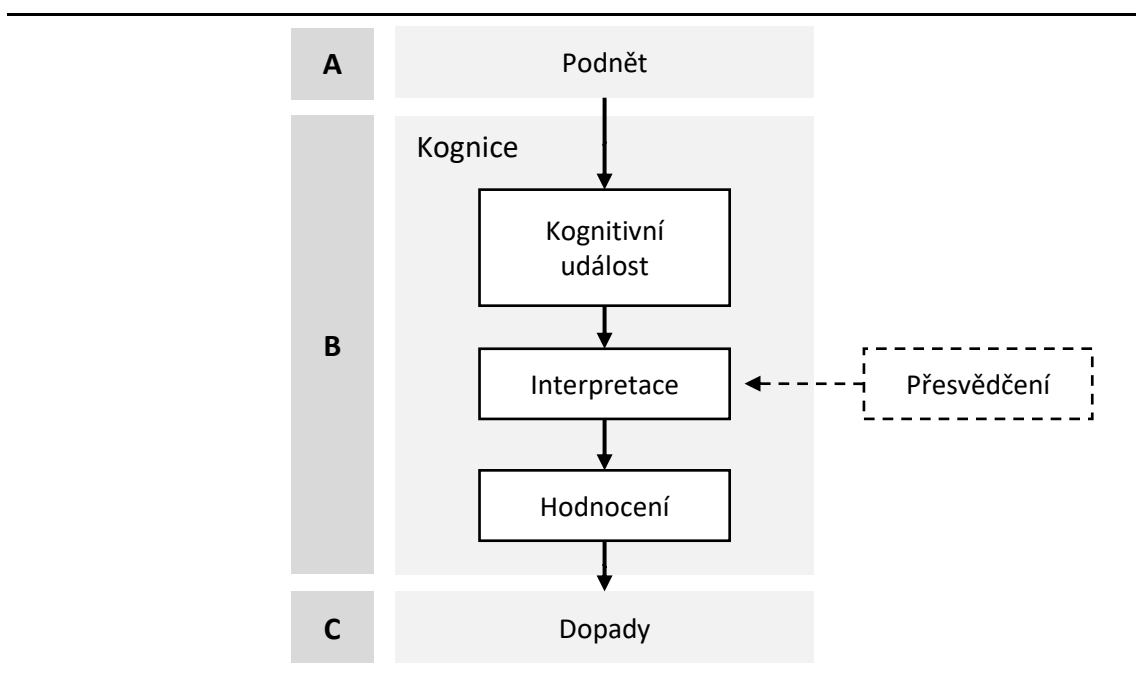 A
Podnět
Kognice
Kognitivní
událost
B
Interpretace
Přesvědčení
Hodnocení
C
Dopady